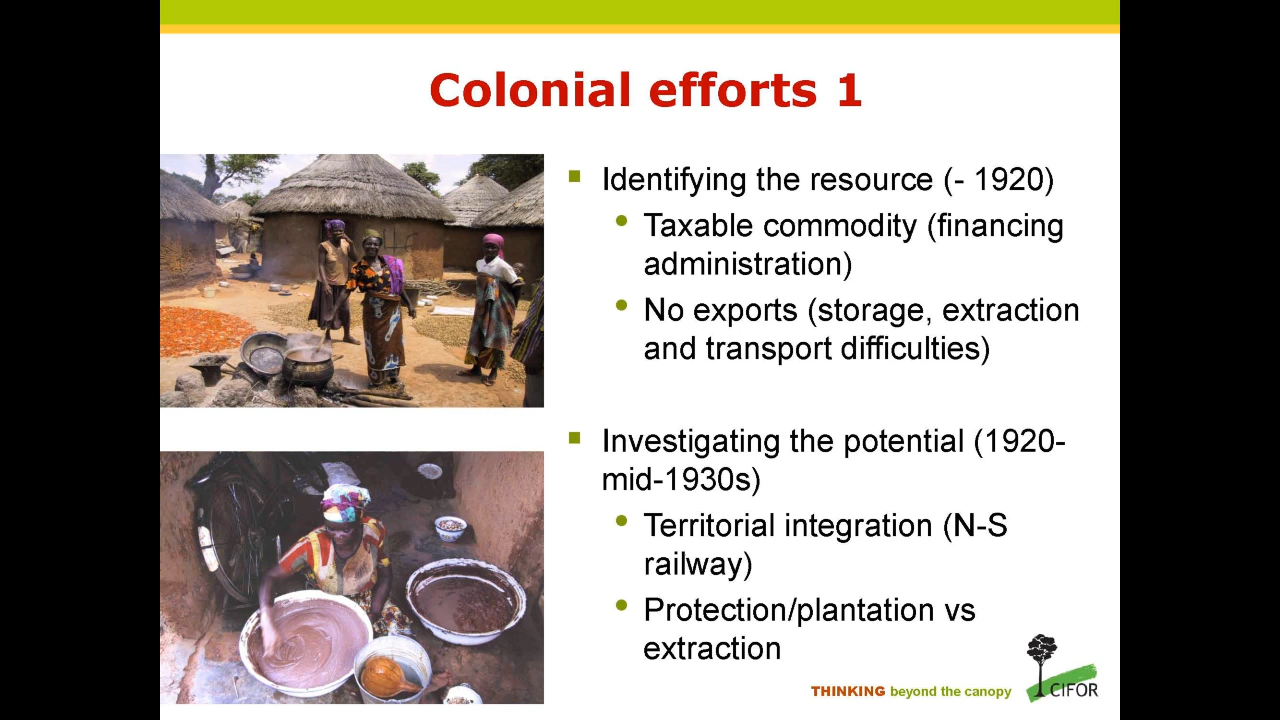 Colonial efforts 1
Identifying the resource (- 1920)
Taxable commodity (financing
administration)
No exports (storage, extraction
and transport difficulties)
Investigating the potential (1920-
mid-1930s)
Territorial integration (N-S
railway)
Protection/plantation vs
extraction
THINKING beyond the canopy
CIFOR